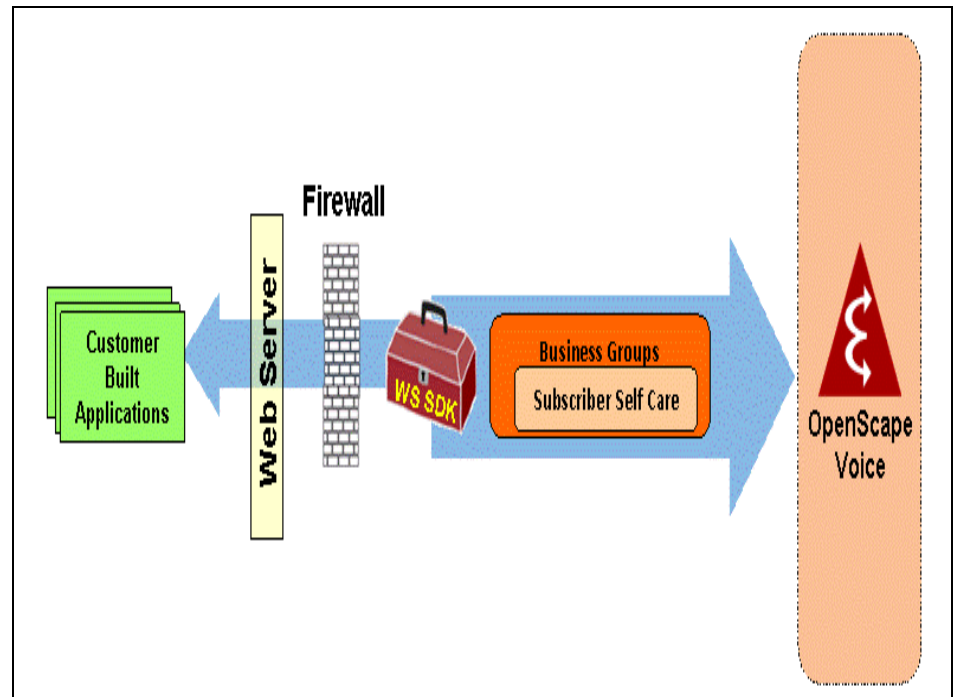 Firewall
Web Server
Customer
Built
Applications
WS SDK
Business Groups
Subscriber Self Care
OpenScape
Voice